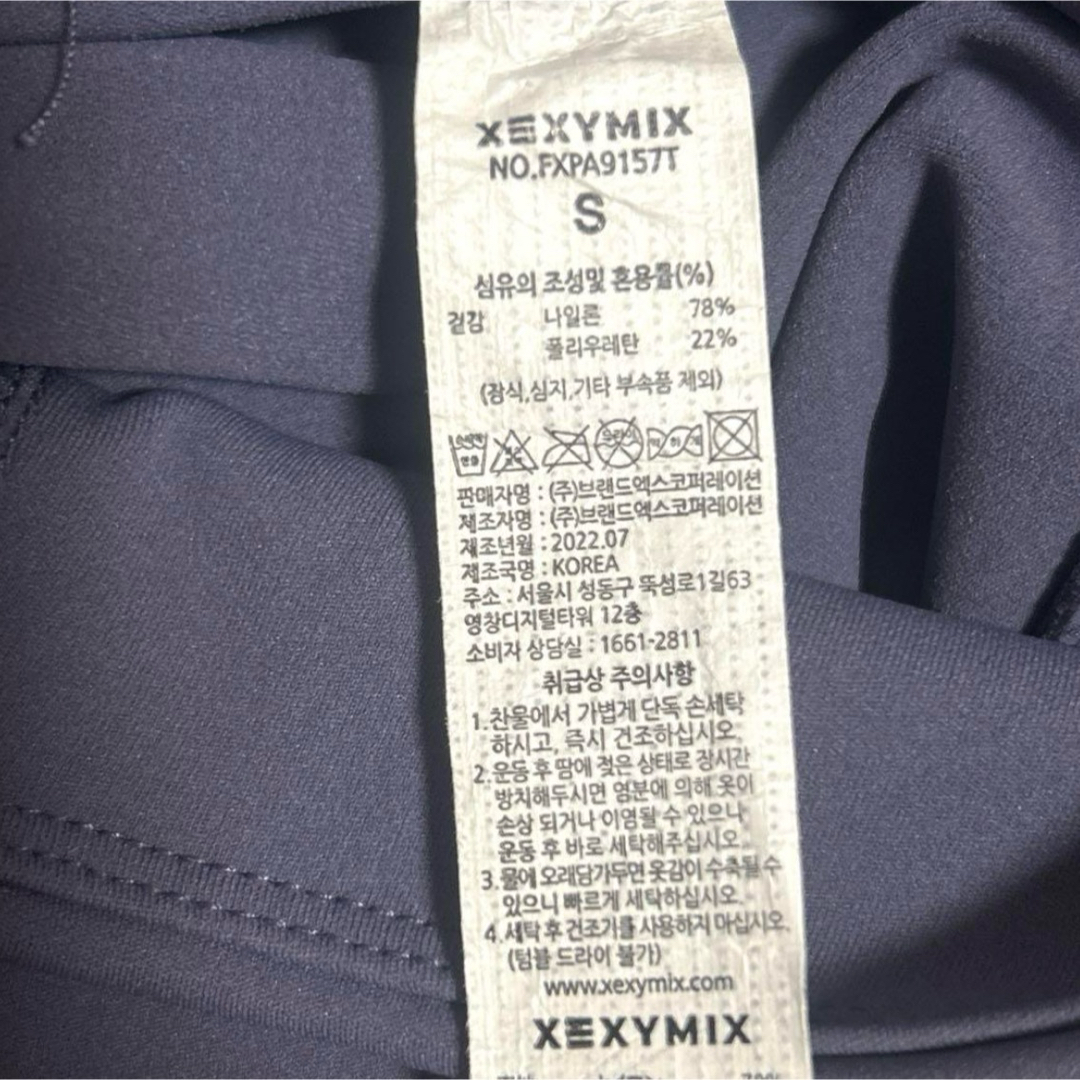 XEXYMIX
NO.FXPA9157T
S
섬유의 조성및 혼용률(%)
겉감 나일론 78%
폴리우레탄 22%
(장식,심지,기타 부속품 제외)
판매자명 : (주)브랜드엑스코퍼레이션
제조자명 : (주)브랜드엑스코퍼레이션
제조년월 : 2022.07
제조국명 : KOREA
주소 : 서울시 성동구 뚝섬로1길63
영창디지털타워 12층
소비자 상담실 : 1661-2811
취급상 주의사항
1.찬물에서 가볍게 단독 손세탁
하시고, 즉시 건조하십시오.
2.운동 후 땀에 젖은 상태로 장시간
방치해두시면 염분에 의해 옷이
손상 되거나 이염될 수 있으니
운동 후 바로 세탁해주십시오.
3.물에 오래담가두면 옷감이 수축될 수
있으니 빠르게 세탁하십시오.
4.세탁 후 건조기를 사용하지 마십시오.
(텀블 드라이 불가)
www.xexymix.com
XEXYMIX